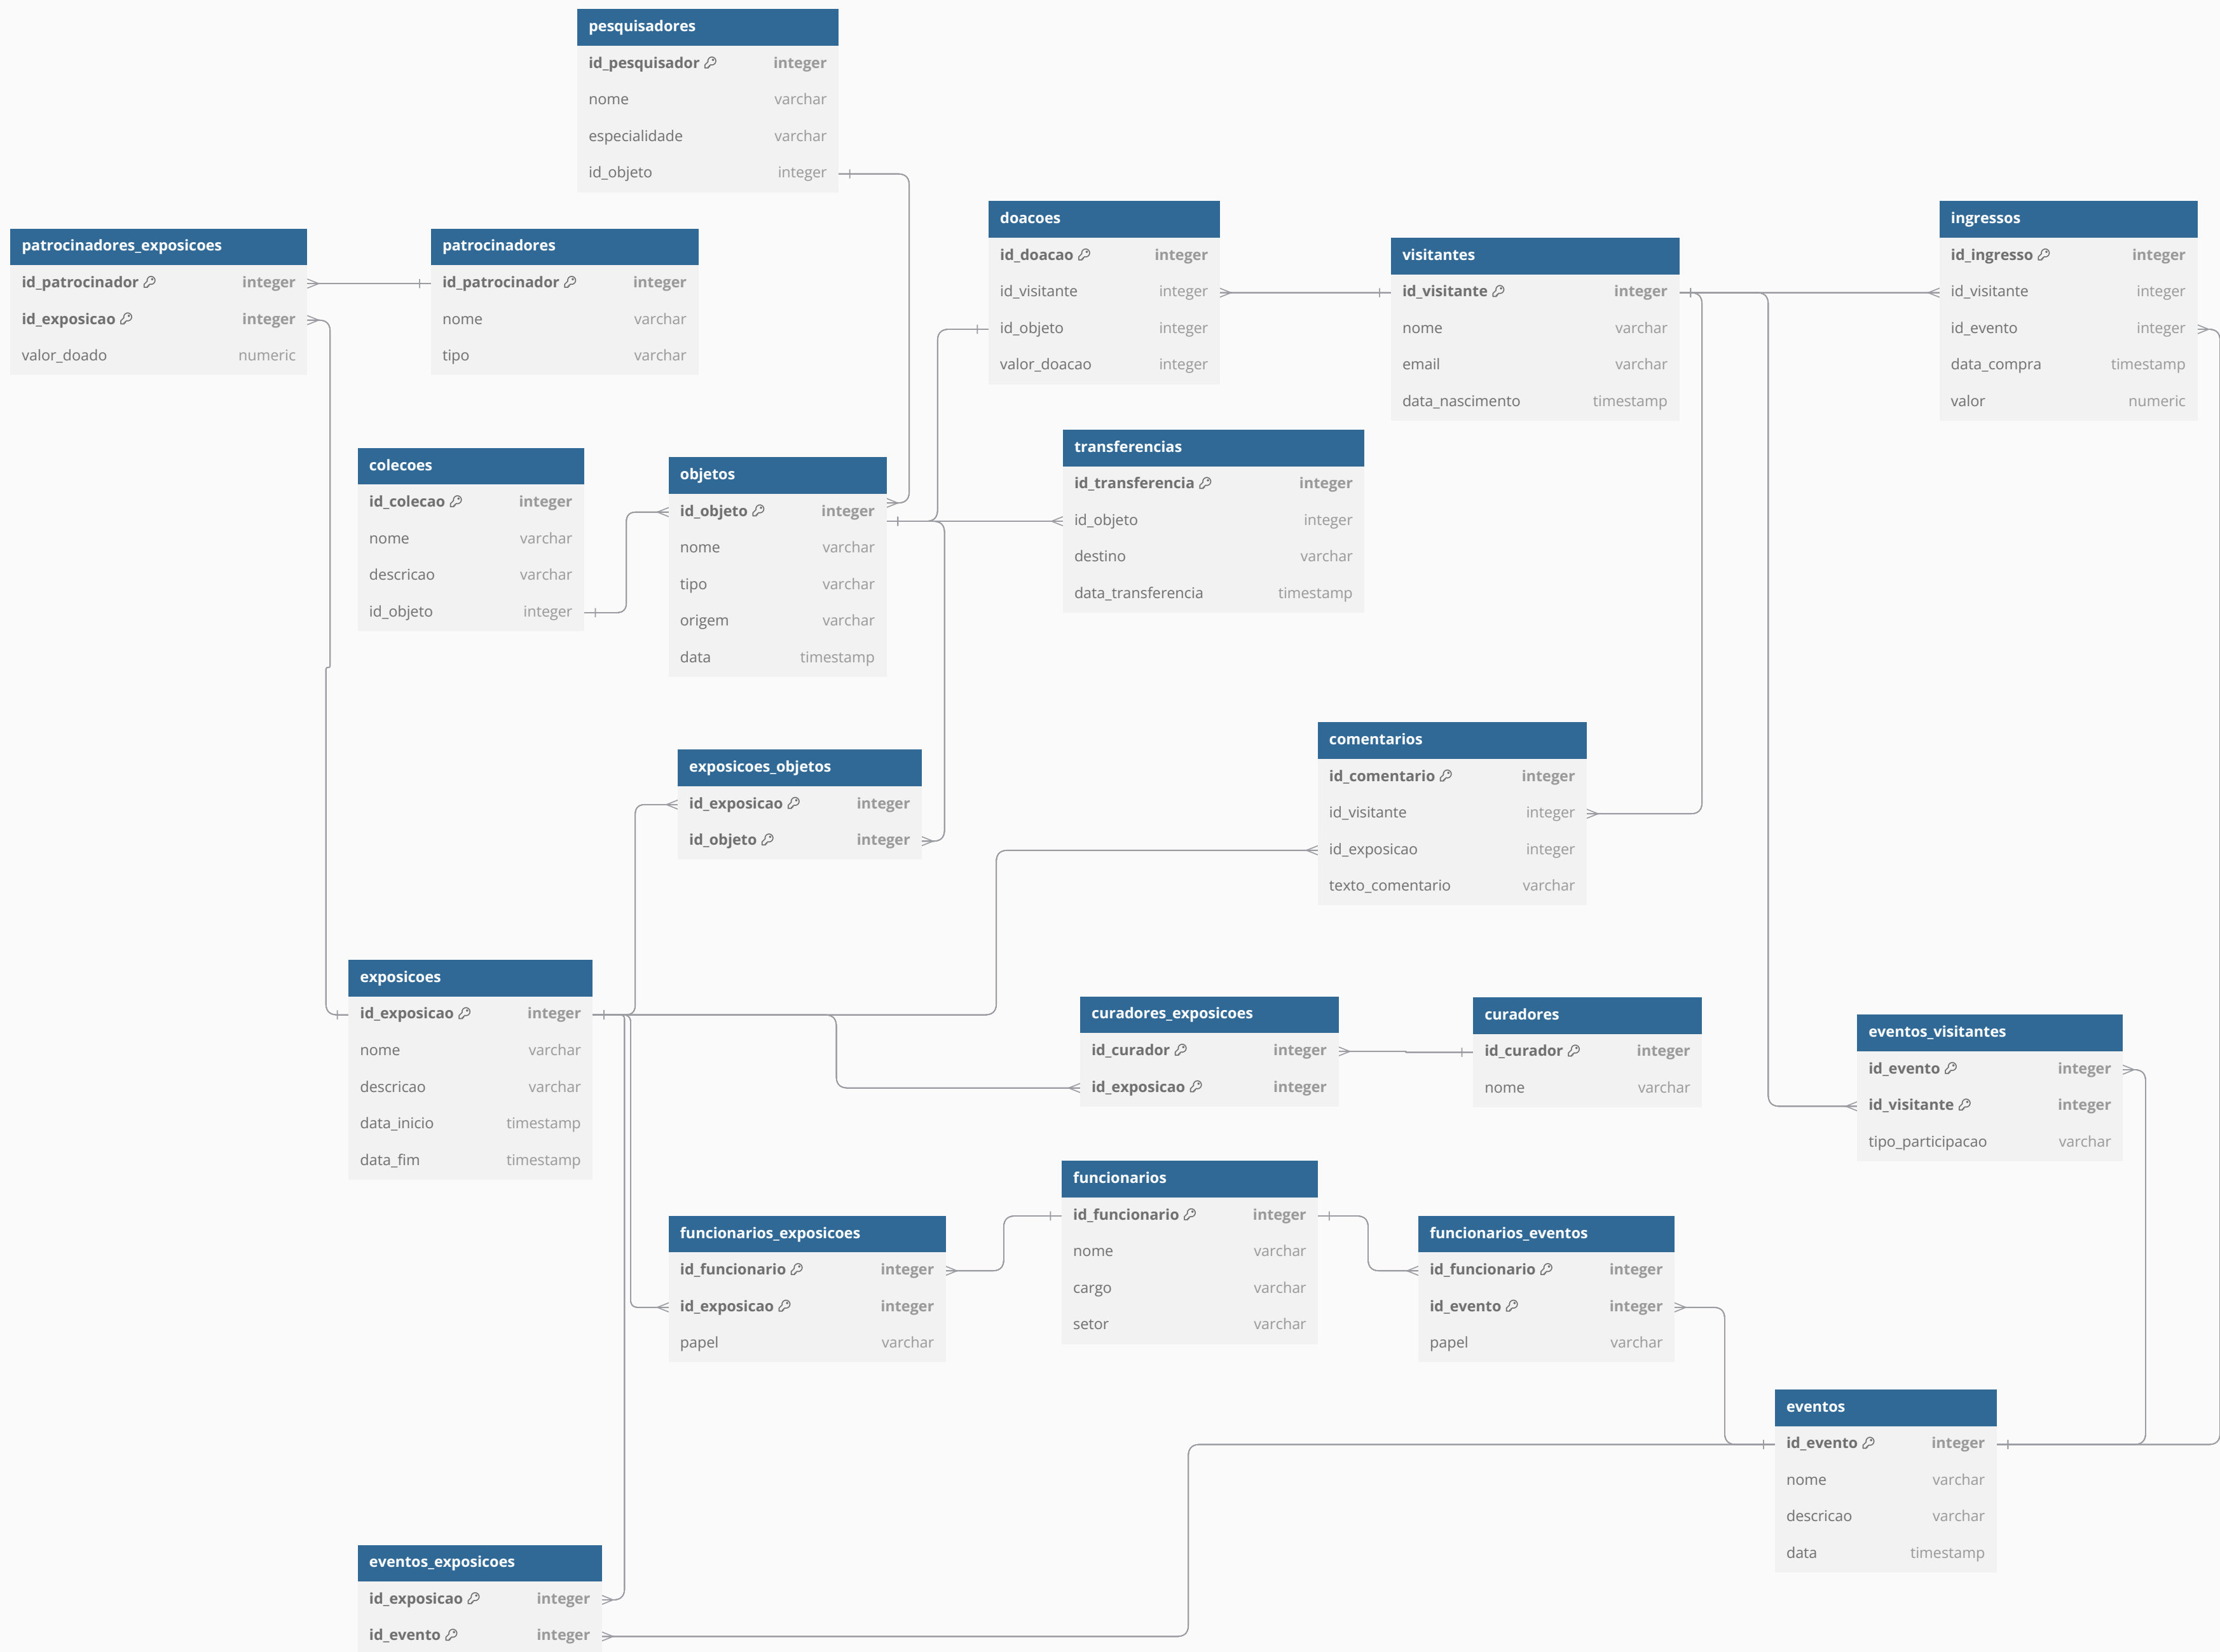 pesquisadores
id_pesquisador integer
nome varchar
especialidade varchar
id_objeto integer
patrocinadores_exposicoes
id_patrocinador integer
id_exposicao integer
valor_doado numeric
patrocinadores
id_patrocinador integer
nome varchar
tipo varchar
doacoes
id_doacao integer
id_visitante integer
id_objeto integer
valor_doacao integer
visitantes
id_visitante integer
nome varchar
email varchar
data_nascimento timestamp
ingressos
id_ingresso integer
id_visitante integer
id_evento integer
data_compra timestamp
valor numeric
colecoes
id_colecao integer
nome varchar
descricao varchar
id_objeto integer
objetos
id_objeto integer
nome varchar
tipo varchar
origem varchar
data timestamp
transferencias
id_transferencia integer
id_objeto integer
destino varchar
data_transferencia timestamp
exposicoes_objetos
id_exposicao integer
id_objeto integer
comentarios
id_comentario integer
id_visitante integer
id_exposicao integer
texto_comentario varchar
exposicoes
id_exposicao integer
nome varchar
descricao varchar
data_inicio timestamp
data_fim timestamp
curadores_exposicoes
id_curador integer
id_exposicao integer
curadores
id_curador integer
nome varchar
eventos_visitantes
id_evento integer
id_visitante integer
tipo_participacao varchar
funcionarios_exposicoes
id_funcionario integer
id_exposicao integer
papel varchar
funcionarios
id_funcionario integer
nome varchar
cargo varchar
setor varchar
funcionarios_eventos
id_funcionario integer
id_evento integer
papel varchar
eventos
id_evento integer
nome varchar
descricao varchar
data timestamp
eventos_exposicoes
id_exposicao integer
id_evento integer